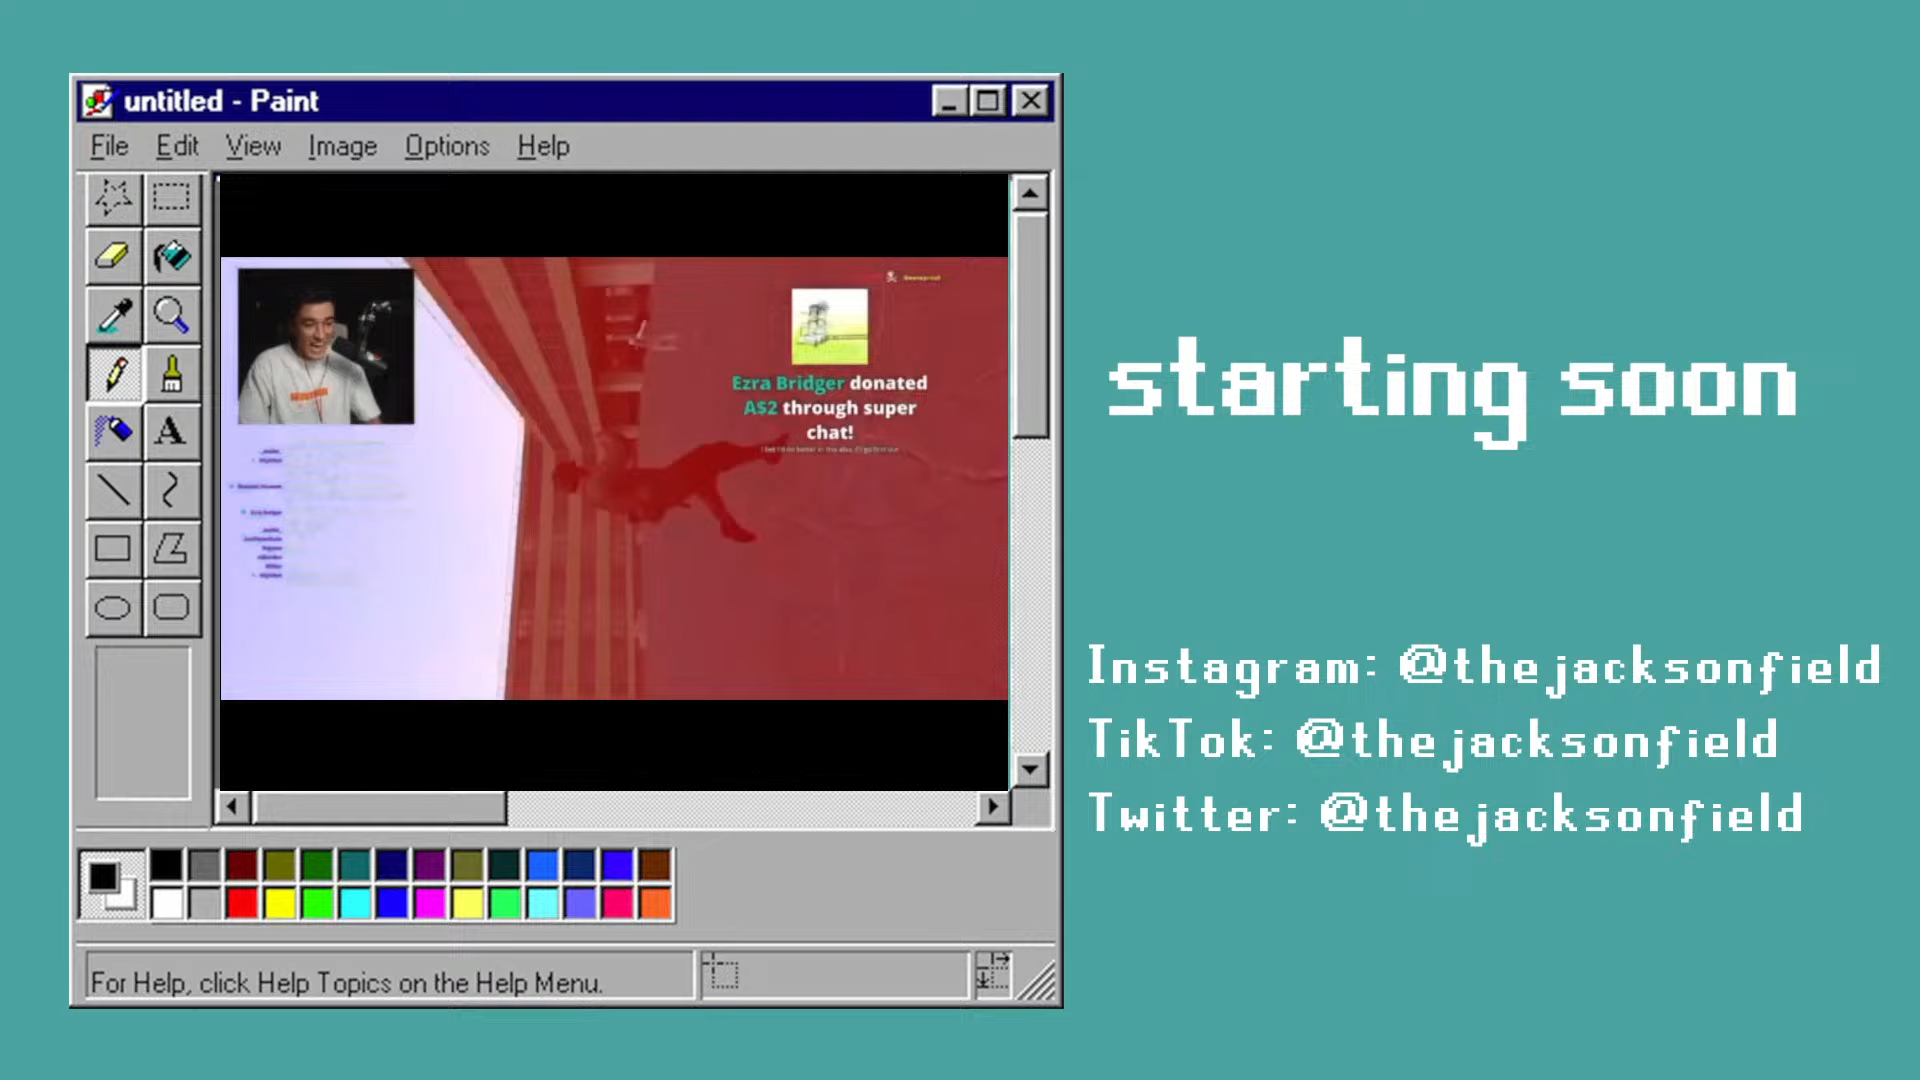 untitled - Paint
File Edit View Image Options Help
Ezra Bridger donated
A$2 through super
chat!
A
starting soon
Instagram: @thejacksonfield
TikTok: @thejacksonfield
Twitter: @thejacksonfield
For Help, click Help Topics on the Help Menu.